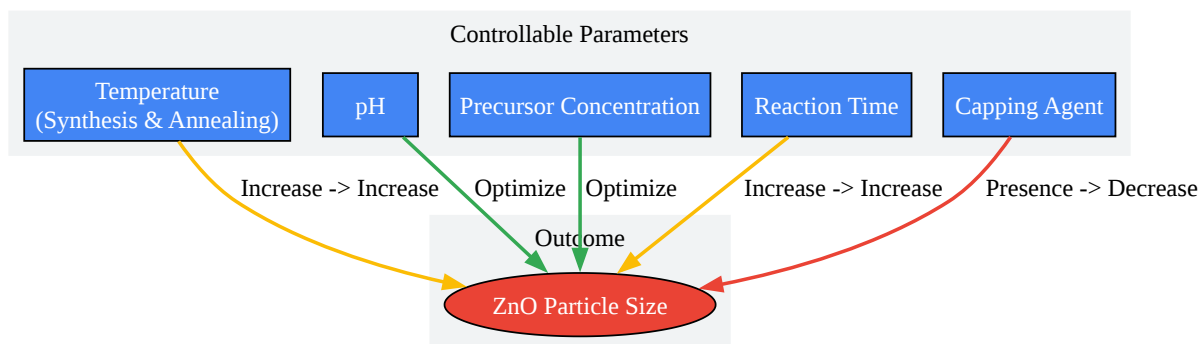 Controllable Parameters
Temperature
(Synthesis & Annealing)
pH
Precursor Concentration
Reaction Time
Capping Agent
Increase -> Increase
Optimize
Optimize
Increase -> Increase
Presence -> Decrease
Outcome
ZnO Particle Size